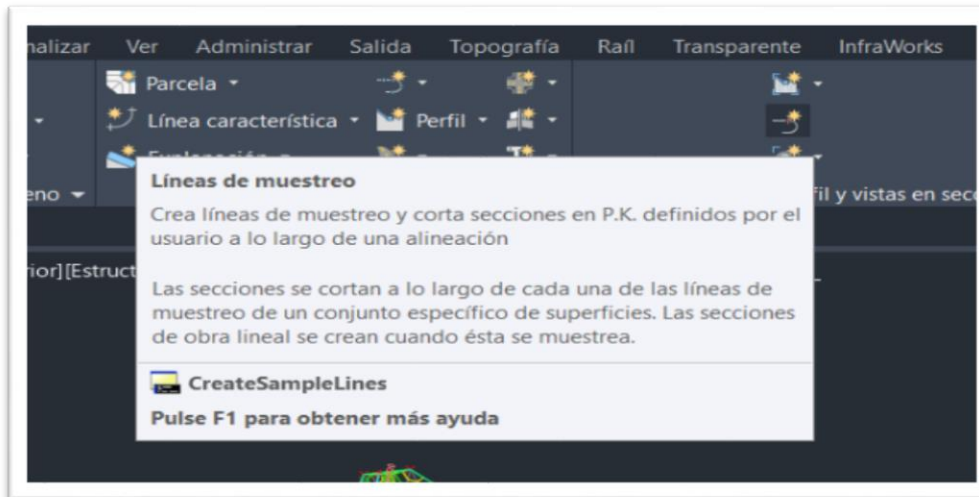 nalizar Ver Administrar Salida Topografía Raíl Transparente InfraWorks
Parcela
Línea característica Perfil
Explanación
Líneas de muestreo
eno
fil y vistas en secc
Crea líneas de muestreo y corta secciones en P.K. definidos por el
usuario a lo largo de una alineación
rior][Estruct
Las secciones se cortan a lo largo de cada una de las líneas de
muestreo de un conjunto específico de superficies. Las secciones
de obra lineal se crean cuando ésta se muestrea.
CreateSampleLines
Pulse F1 para obtener más ayuda